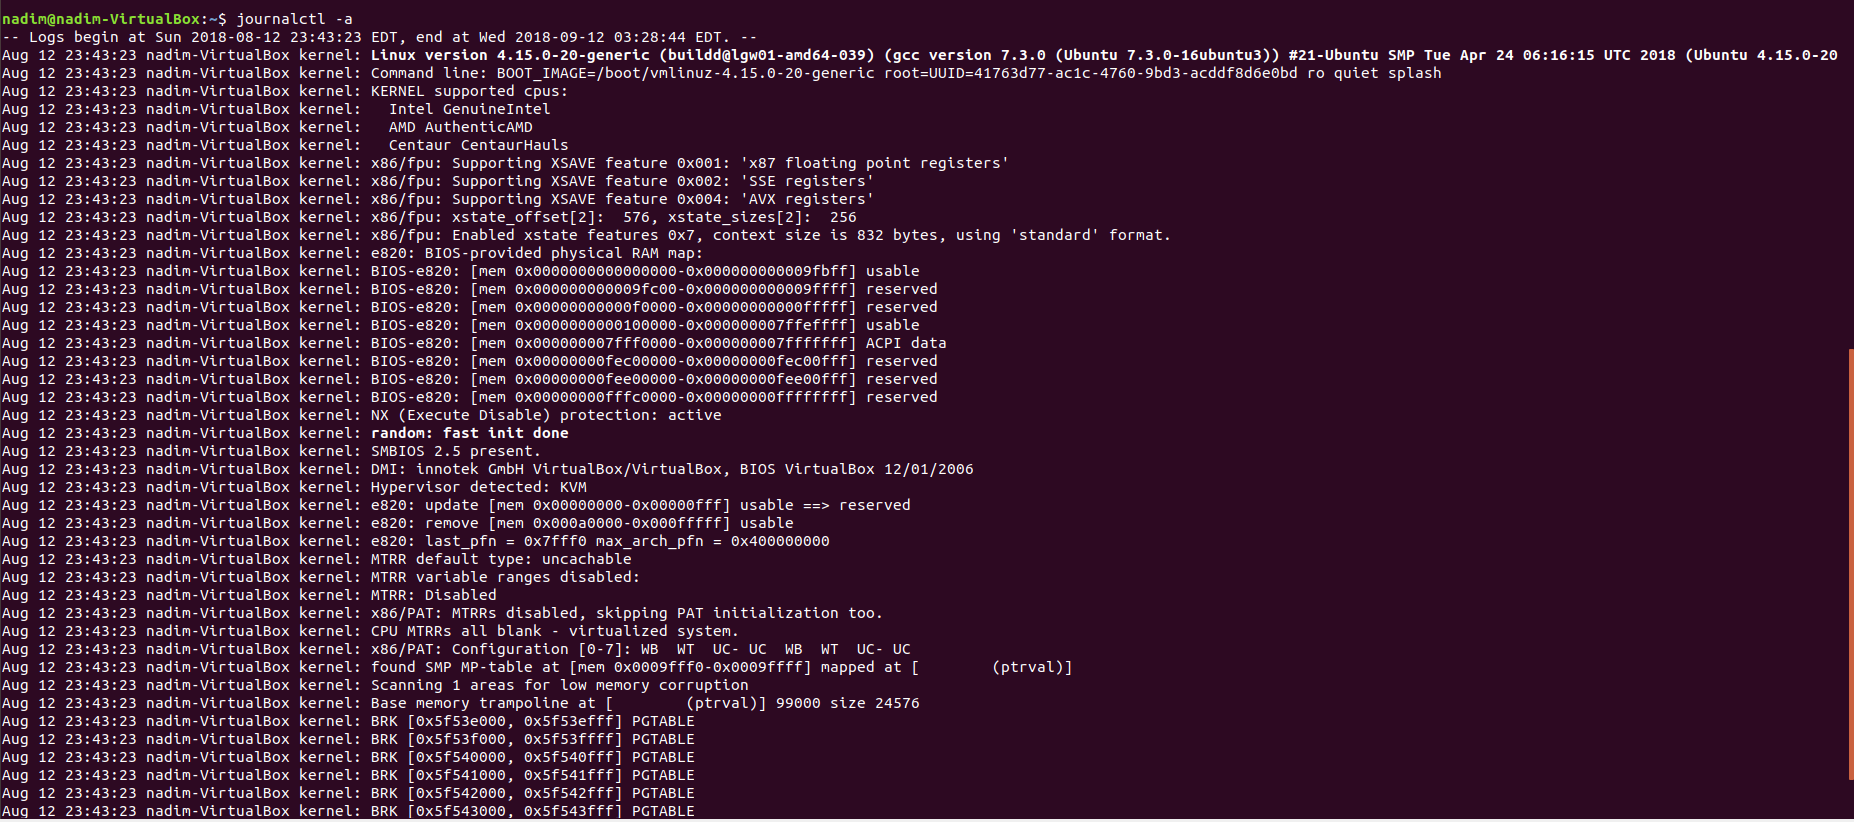 nadim@nadim-VirtualBox:~$ journalctl -a
-- Logs begin at Sun 2018-08-12 23:43:23 EDT, end at Wed 2018-09-12 03:28:44 EDT. --
Aug 12 23:43:23 nadim-VirtualBox kernel: Linux version 4.15.0-20-generic (buildd@lgw01-amd64-039) (gcc version 7.3.0 (Ubuntu 7.3.0-16ubuntu3)) #21-Ubuntu SMP Tue Apr 24 06:16:15 UTC 2018 (Ubuntu 4.15.0-20
Aug 12 23:43:23 nadim-VirtualBox kernel: Command line: BOOT_IMAGE=/boot/vmlinuz-4.15.0-20-generic root=UUID=41763d77-ac1c-4760-9bd3-acddf8d6e0bd ro quiet splash
Aug 12 23:43:23 nadim-VirtualBox kernel: KERNEL supported cpus:
Aug 12 23:43:23 nadim-VirtualBox kernel:   Intel GenuineIntel
Aug 12 23:43:23 nadim-VirtualBox kernel:   AMD AuthenticAMD
Aug 12 23:43:23 nadim-VirtualBox kernel:   Centaur CentaurHauls
Aug 12 23:43:23 nadim-VirtualBox kernel: x86/fpu: Supporting XSAVE feature 0x001: 'x87 floating point registers'
Aug 12 23:43:23 nadim-VirtualBox kernel: x86/fpu: Supporting XSAVE feature 0x002: 'SSE registers'
Aug 12 23:43:23 nadim-VirtualBox kernel: x86/fpu: Supporting XSAVE feature 0x004: 'AVX registers'
Aug 12 23:43:23 nadim-VirtualBox kernel: x86/fpu: xstate_offset[2]:  576, xstate_sizes[2]:  256
Aug 12 23:43:23 nadim-VirtualBox kernel: x86/fpu: Enabled xstate features 0x7, context size is 832 bytes, using 'standard' format.
Aug 12 23:43:23 nadim-VirtualBox kernel: e820: BIOS-provided physical RAM map:
Aug 12 23:43:23 nadim-VirtualBox kernel: BIOS-e820: [mem 0x0000000000000000-0x000000000009fbff] usable
Aug 12 23:43:23 nadim-VirtualBox kernel: BIOS-e820: [mem 0x000000000009fc00-0x000000000009ffff] reserved
Aug 12 23:43:23 nadim-VirtualBox kernel: BIOS-e820: [mem 0x00000000000f0000-0x00000000000fffff] reserved
Aug 12 23:43:23 nadim-VirtualBox kernel: BIOS-e820: [mem 0x0000000000100000-0x000000007ffeffff] usable
Aug 12 23:43:23 nadim-VirtualBox kernel: BIOS-e820: [mem 0x000000007fff0000-0x000000007fffffff] ACPI data
Aug 12 23:43:23 nadim-VirtualBox kernel: BIOS-e820: [mem 0x00000000fec00000-0x00000000fec00fff] reserved
Aug 12 23:43:23 nadim-VirtualBox kernel: BIOS-e820: [mem 0x00000000fee00000-0x00000000fee00fff] reserved
Aug 12 23:43:23 nadim-VirtualBox kernel: BIOS-e820: [mem 0x00000000fffc0000-0x00000000ffffffff] reserved
Aug 12 23:43:23 nadim-VirtualBox kernel: NX (Execute Disable) protection: active
Aug 12 23:43:23 nadim-VirtualBox kernel: random: fast init done
Aug 12 23:43:23 nadim-VirtualBox kernel: SMBIOS 2.5 present.
Aug 12 23:43:23 nadim-VirtualBox kernel: DMI: innotek GmbH VirtualBox/VirtualBox, BIOS VirtualBox 12/01/2006
Aug 12 23:43:23 nadim-VirtualBox kernel: Hypervisor detected: KVM
Aug 12 23:43:23 nadim-VirtualBox kernel: e820: update [mem 0x00000000-0x00000fff] usable ==> reserved
Aug 12 23:43:23 nadim-VirtualBox kernel: e820: remove [mem 0x000a0000-0x000fffff] usable
Aug 12 23:43:23 nadim-VirtualBox kernel: e820: last_pfn = 0x7fff0 max_arch_pfn = 0x400000000
Aug 12 23:43:23 nadim-VirtualBox kernel: MTRR default type: uncachable
Aug 12 23:43:23 nadim-VirtualBox kernel: MTRR variable ranges disabled:
Aug 12 23:43:23 nadim-VirtualBox kernel: MTRR: Disabled
Aug 12 23:43:23 nadim-VirtualBox kernel: x86/PAT: MTRRs disabled, skipping PAT initialization too.
Aug 12 23:43:23 nadim-VirtualBox kernel: CPU MTRRs all blank - virtualized system.
Aug 12 23:43:23 nadim-VirtualBox kernel: x86/PAT: Configuration [0-7]: WB  WT  UC- UC  WB  WT  UC- UC
Aug 12 23:43:23 nadim-VirtualBox kernel: found SMP MP-table at [mem 0x0009fff0-0x0009ffff] mapped at [        (ptrval)]
Aug 12 23:43:23 nadim-VirtualBox kernel: Scanning 1 areas for low memory corruption
Aug 12 23:43:23 nadim-VirtualBox kernel: Base memory trampoline at [        (ptrval)] 99000 size 24576
Aug 12 23:43:23 nadim-VirtualBox kernel: BRK [0x5f53e000, 0x5f53efff] PGTABLE
Aug 12 23:43:23 nadim-VirtualBox kernel: BRK [0x5f53f000, 0x5f53ffff] PGTABLE
Aug 12 23:43:23 nadim-VirtualBox kernel: BRK [0x5f540000, 0x5f540fff] PGTABLE
Aug 12 23:43:23 nadim-VirtualBox kernel: BRK [0x5f541000, 0x5f541fff] PGTABLE
Aug 12 23:43:23 nadim-VirtualBox kernel: BRK [0x5f542000, 0x5f542fff] PGTABLE
Aug 12 23:43:23 nadim-VirtualBox kernel: BRK [0x5f543000, 0x5f543fff] PGTABLE